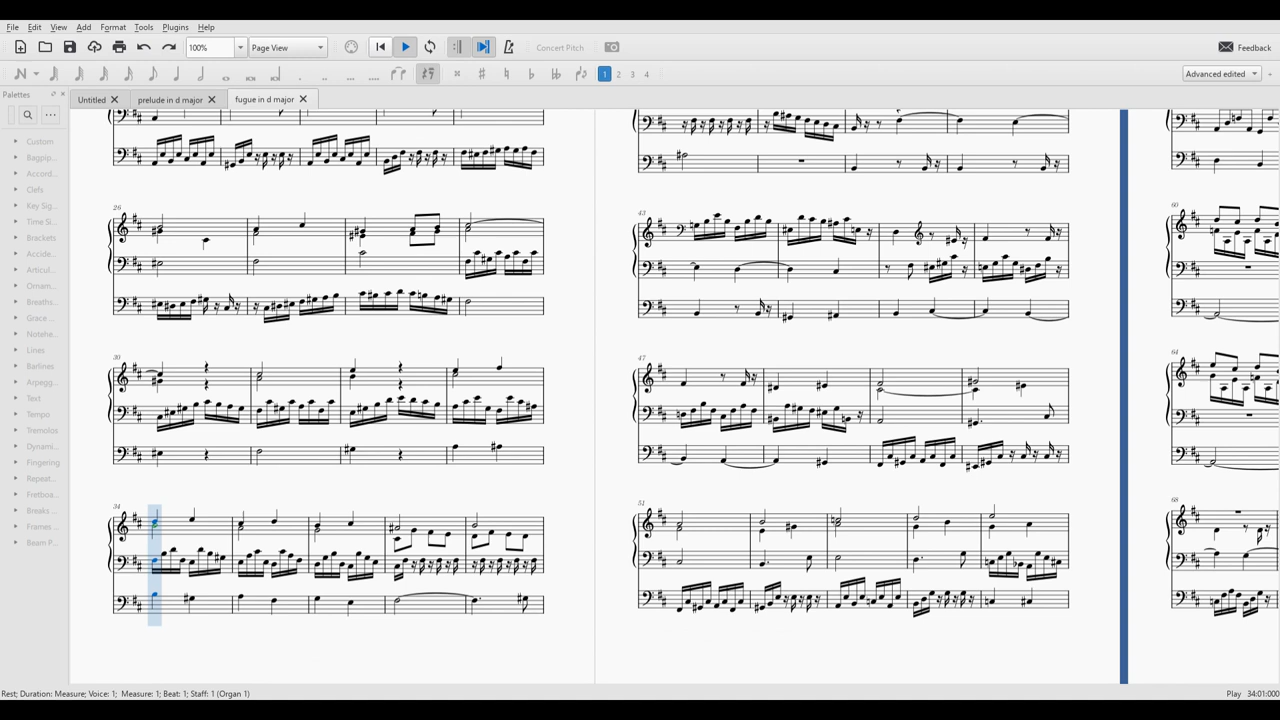 File Edit View Add Format Tools Plugins Help
100% Page View Concert Pitch Feedback
1 2 3 4 Advanced edited
Palettes Untitled prelude in d major fugue in d major
...
Custom
Bagpip...
Accord...
Clefs
Key Sig...
Time Si...
Brackets
Accide...
Articul...
Ornam...
Breaths...
Grace ...
Notehe...
Lines
Barlines
Arpegg...
Text
Tempo
Tremolos
Dynami...
Fingering
Repeat...
Fretboa...
Breaks ...
Frames ...
Beam P...
26
30
34
43
47
51
60
64
68
Rest; Duration: Measure; Voice: 1; Measure: 1; Beat: 1; Staff: 1 (Organ 1) Play 34:01:000